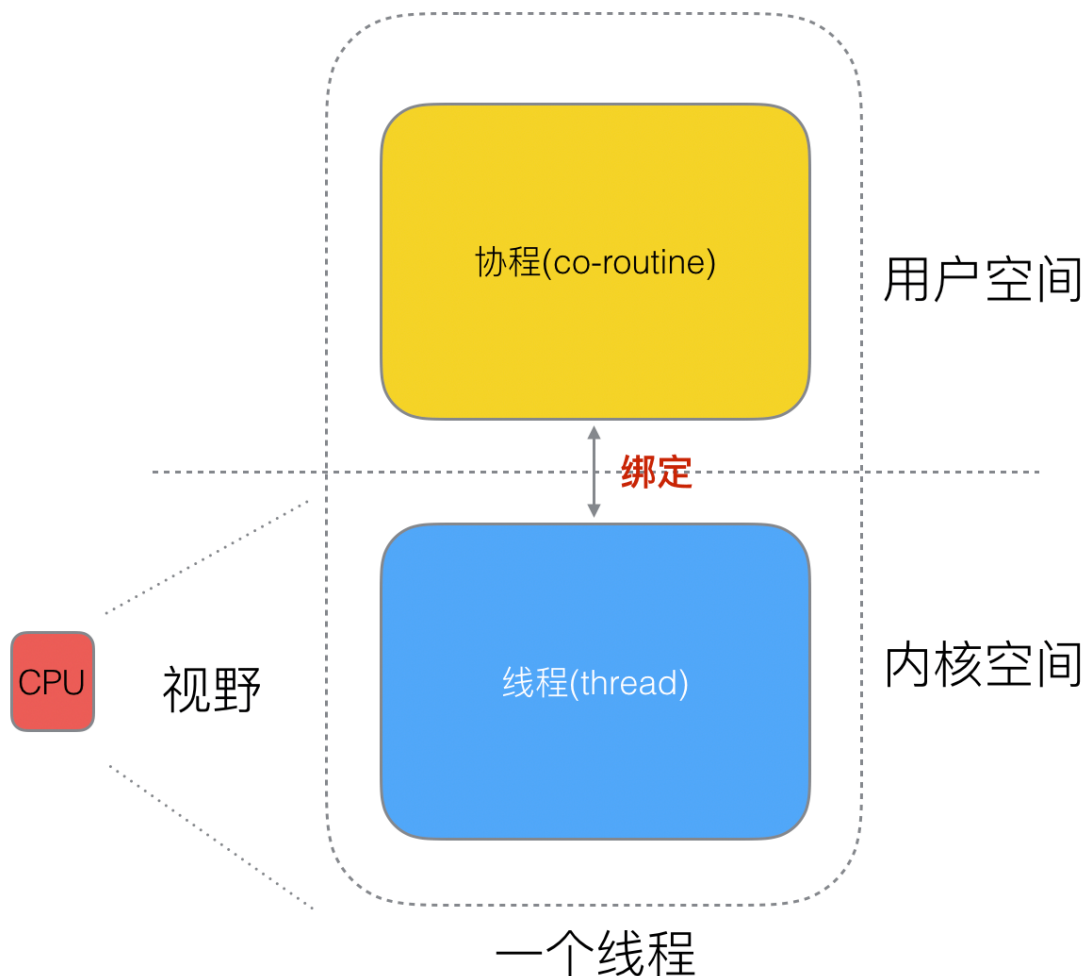 协程(co-routine)
用户空间
绑定
CPU
视野
线程(thread)
内核空间
一个线程